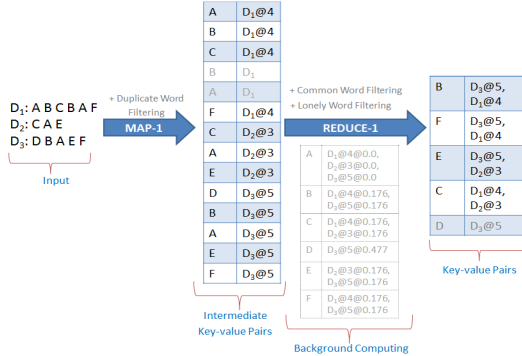 D1: A B C B A F
D2: C A E
D3: D B A E F
Input
+ Duplicate Word
Filtering
MAP-1
A D1@4
B D1@4
C D1@4
B D1
A D1
F D1@4
C D2@3
A D2@3
E D2@3
D D3@5
B D3@5
A D3@5
E D3@5
F D3@5
Intermediate
Key-value Pairs
+ Common Word Filtering
+ Lonely Word Filtering
REDUCE-1
A D1@4@0.0,
D2@3@0.0,
D3@5@0.0
B D1@4@0.176,
D3@5@0.176
C D1@4@0.176,
D2@3@0.176
D D3@5@0.477
E D2@3@0.176,
D3@5@0.176
F D1@4@0.176,
D3@5@0.176
Background Computing
B D3@5,
D1@4
F D3@5,
D1@4
E D3@5,
D2@3
C D1@4,
D2@3
D D3@5
Key-value Pairs